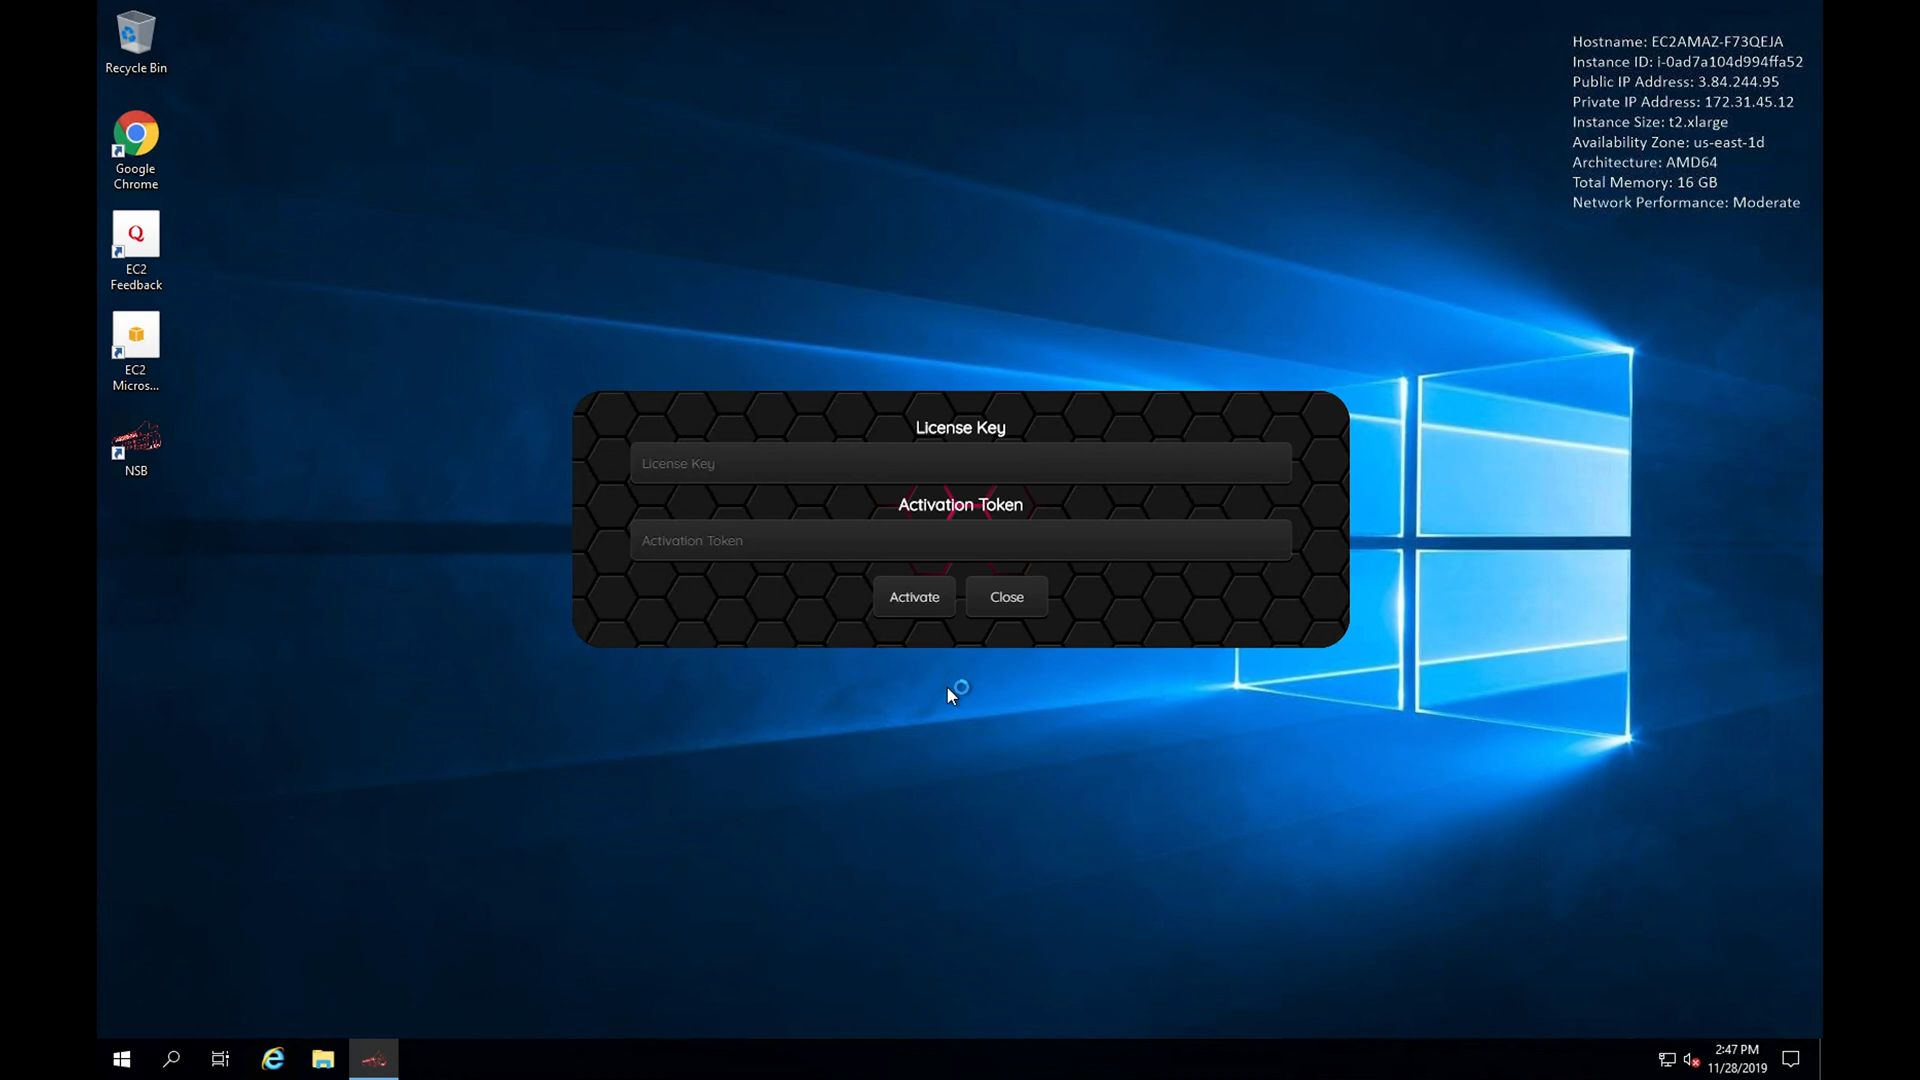 Recycle Bin
Google
Chrome
Q
EC2
Feedback
EC2
Micros...
NSB
Hostname: EC2AMAZ-F73QEJA
Instance ID: i-0ad7a104d994ffa52
Public IP Address: 3.84.244.95
Private IP Address: 172.31.45.12
Instance Size: t2.xlarge
Availability Zone: us-east-1d
Architecture: AMD64
Total Memory: 16 GB
Network Performance: Moderate
License Key
License Key
Activation Token
Activation Token
Activate
Close
2:47 PM
11/28/2019